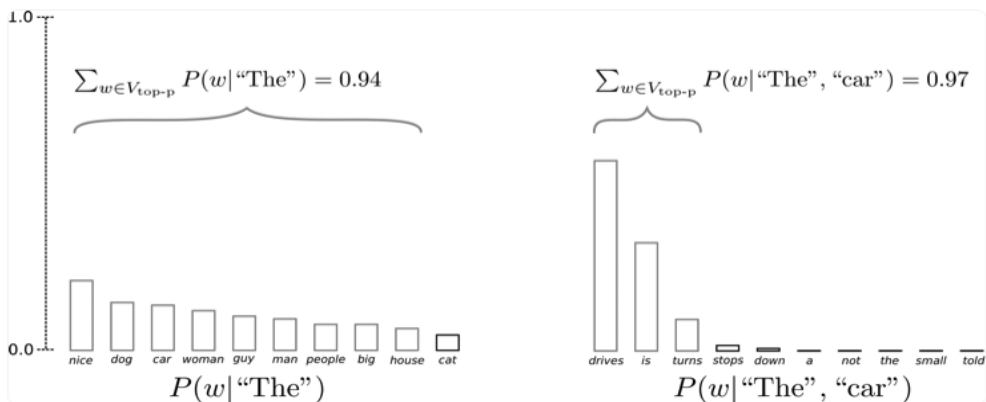 1.0
∑w∈Vtop-p P(w|“The”) = 0.94
∑w∈Vtop-p P(w|“The”, “car”) = 0.97
0.0
nice dog car woman guy man people big house cat
drives is turns stops down a not the small told
P(w|“The”)
P(w|“The”, “car”)